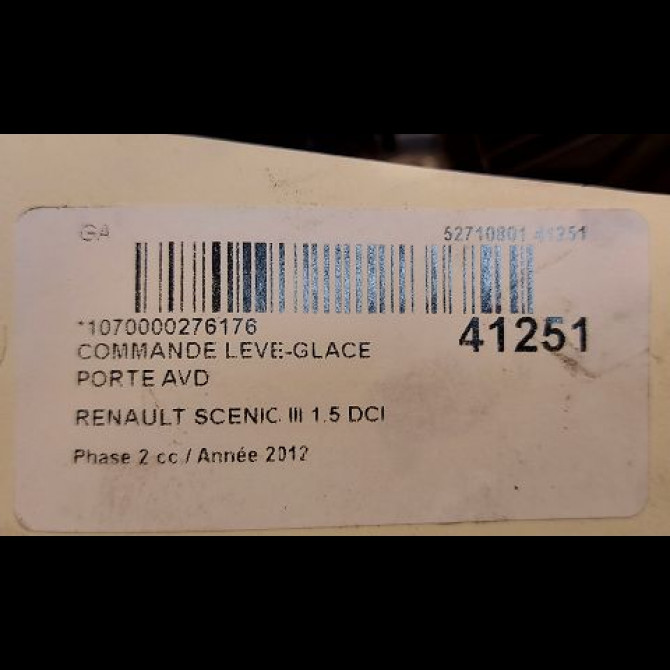 GA 52710801 41251
*1070000276176 41251
COMMANDE LEVE-GLACE
PORTE AVD
RENAULT SCENIC III 1.5 DCI
Phase 2 cc / Année 2012